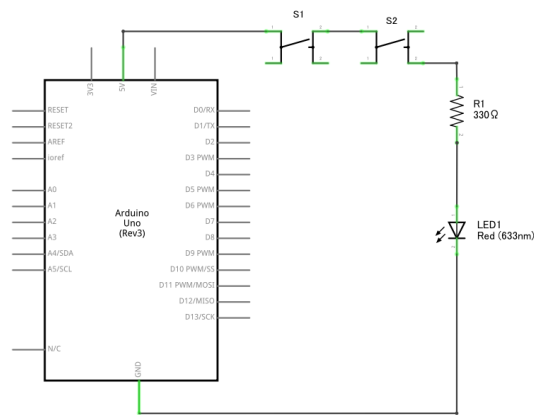 S1
S2
3V3
5V
VIN
RESET
RESET2
AREF
ioref
A0
A1
A2
A3
A4/SDA
A5/SCL
N/C
Arduino
Uno
(Rev3)
D0/RX
D1/TX
D2
D3 PWM
D4
D5 PWM
D6 PWM
D7
D8
D9 PWM
D10 PWM/SS
D11 PWM/MOSI
D12/MISO
D13/SCK
GND
R1
330Ω
LED1
Red (633nm)